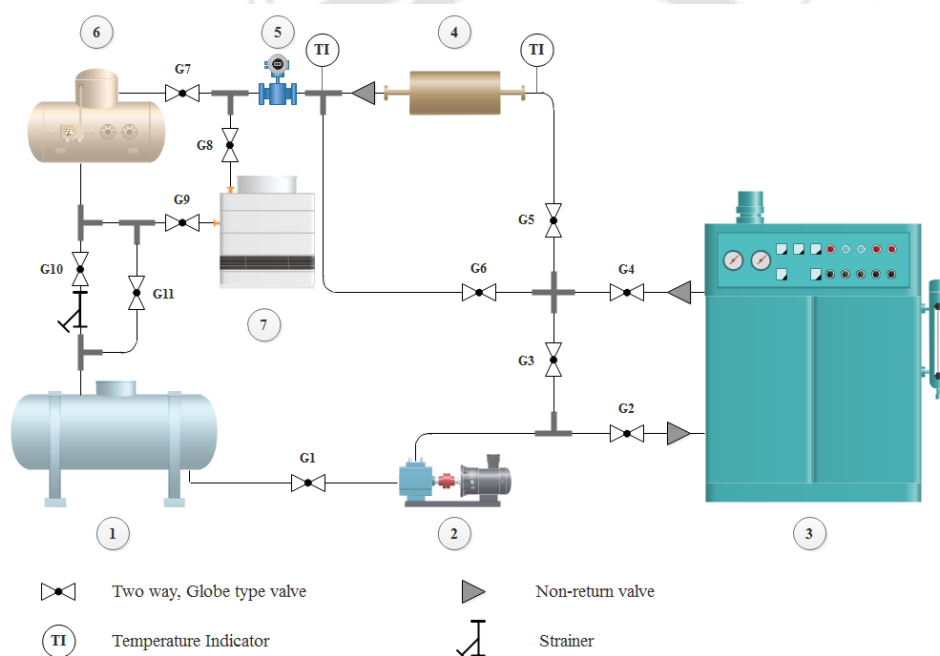 6
5
TI
4
TI
G7
G8
G9
G5
G10
G11
G6
G4
7
G3
G2
G1
1
2
3
Two way, Globe type valve
Non-return valve
TI
Temperature Indicator
Strainer